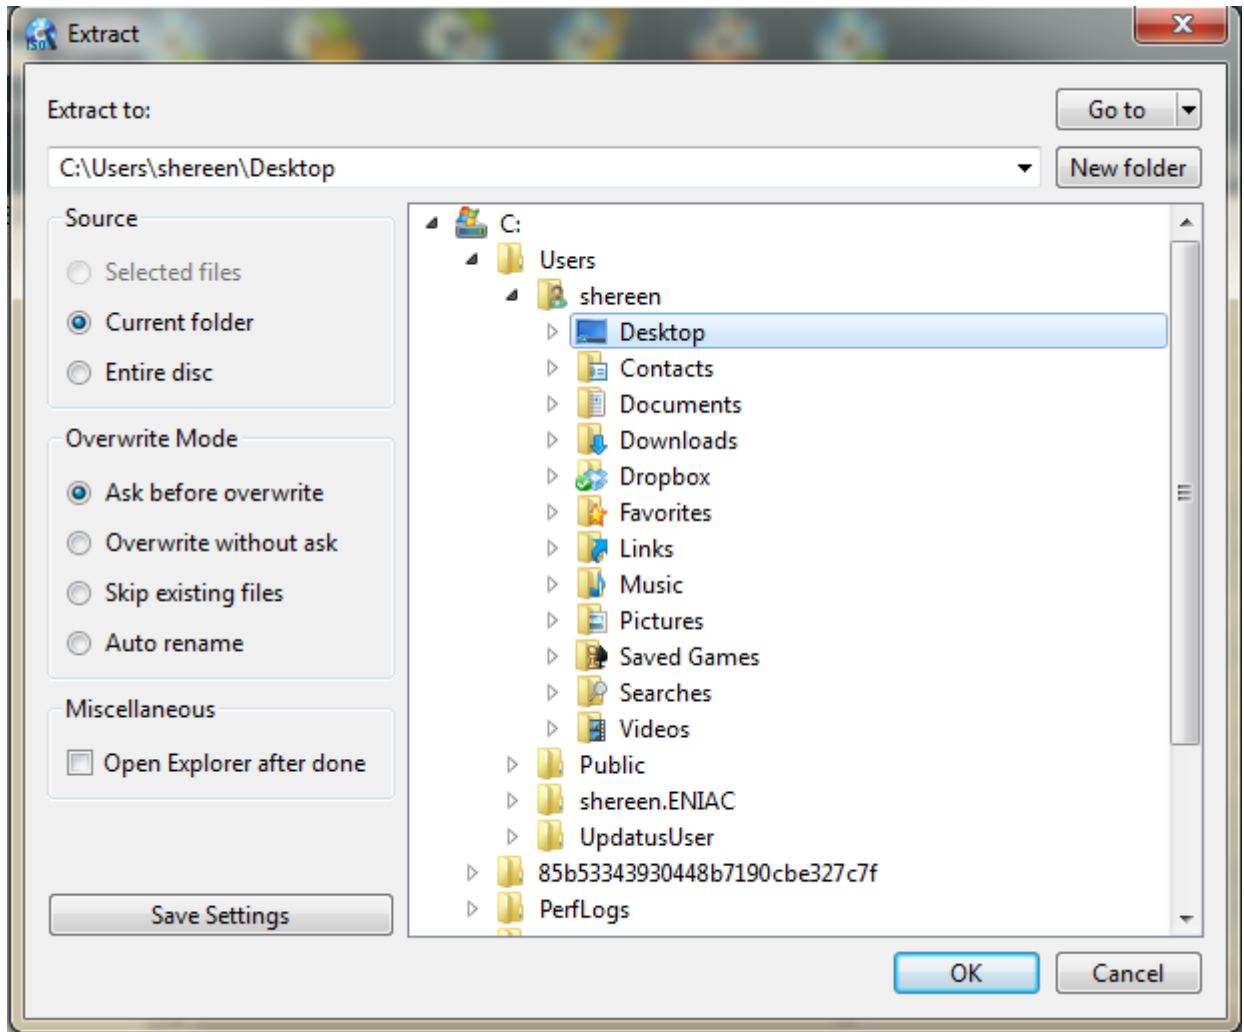 Extract
Extract to:
Go to
C:\Users\shereen\Desktop
New folder
Source
Selected files
Current folder
Entire disc
Overwrite Mode
Ask before overwrite
Overwrite without ask
Skip existing files
Auto rename
Miscellaneous
Open Explorer after done
Save Settings
C:
Users
shereen
Desktop
Contacts
Documents
Downloads
Dropbox
Favorites
Links
Music
Pictures
Saved Games
Searches
Videos
Public
shereen.ENIAC
UpdatusUser
85b53343930448b7190cbe327c7f
PerfLogs
OK
Cancel